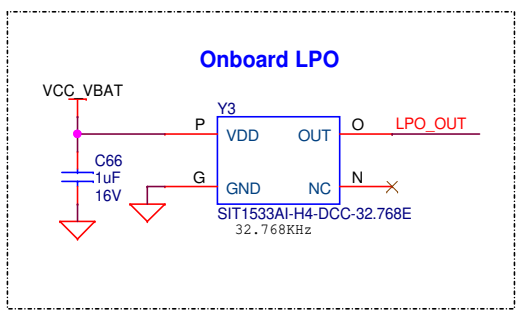 Onboard LPO
VCC_VBAT
Y3
P
VDD
OUT
O
LPO_OUT
C66
1uF
16V
G
GND
NC
N
SIT1533AI-H4-DCC-32.768E
32.768KHz